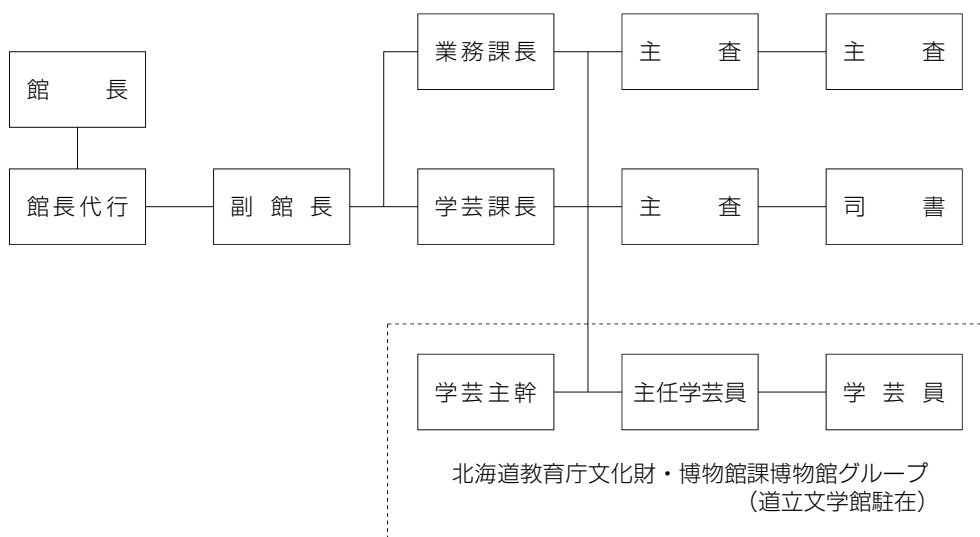 業務課長
主査
主査
館長
館長代行
副館長
学芸課長
主査
司書
学芸主幹
主任学芸員
学芸員
北海道教育庁文化財・博物館課博物館グループ
（道立文学館駐在）